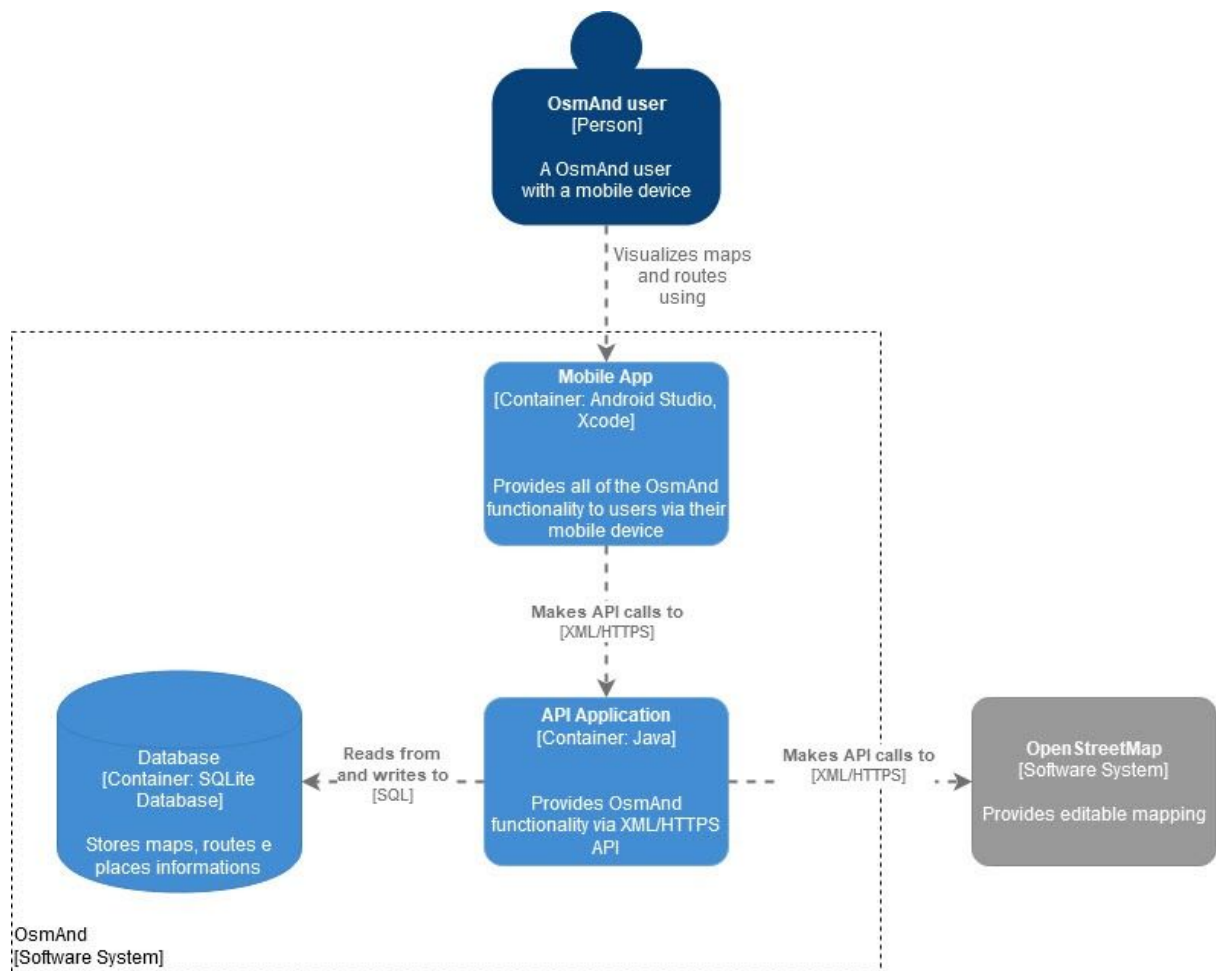 OsmAnd user
[Person]
A OsmAnd user
with a mobile device
Visualizes maps
and routes
using
Mobile App
[Container: Android Studio,
Xcode]
Provides all of the OsmAnd
functionality to users via their
mobile device
Makes API calls to
[XML/HTTPS]
Database
[Container: SQLite
Database]
Stores maps, routes e
places informations
Reads from
and writes to
[SQL]
API Application
[Container: Java]
Provides OsmAnd
functionality via XML/HTTPS
API
Makes API calls to
[XML/HTTPS]
OpenStreetMap
[Software System]
Provides editable mapping
OsmAnd
[Software System]